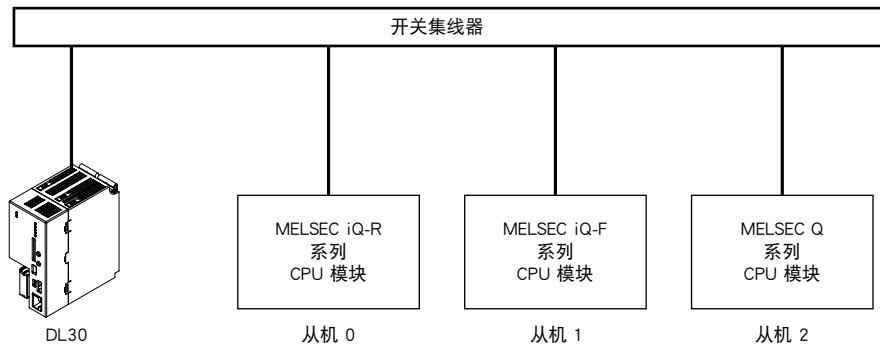 开关集线器
MELSEC iQ-R
系列
CPU 模块
MELSEC iQ-F
系列
CPU 模块
MELSEC Q
系列
CPU 模块
DL30
从机 0
从机 1
从机 2